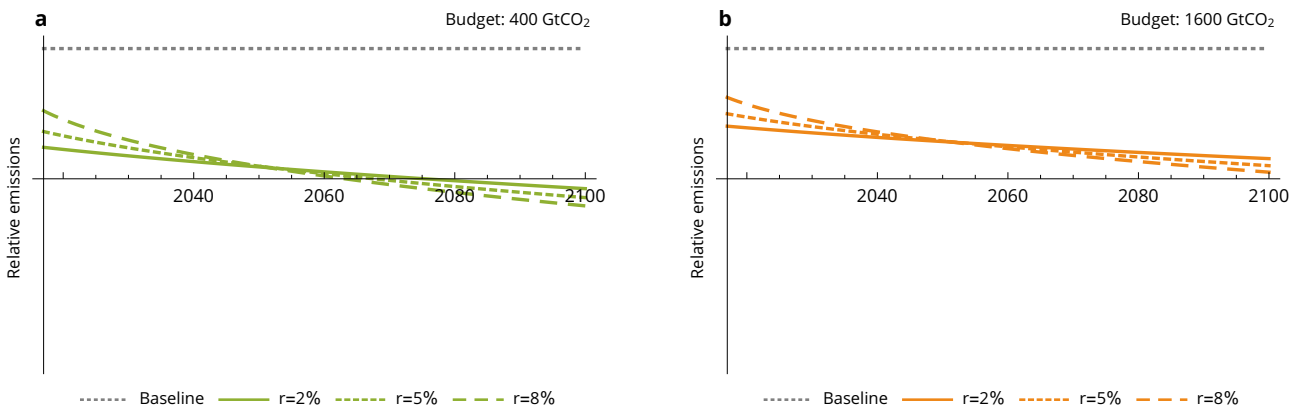 a
Budget: 400 GtCO₂
Relative emissions
2040 2060 2080 2100
Baseline r=2% r=5% r=8%
b
Budget: 1600 GtCO₂
Relative emissions
2040 2060 2080 2100
Baseline r=2% r=5% r=8%